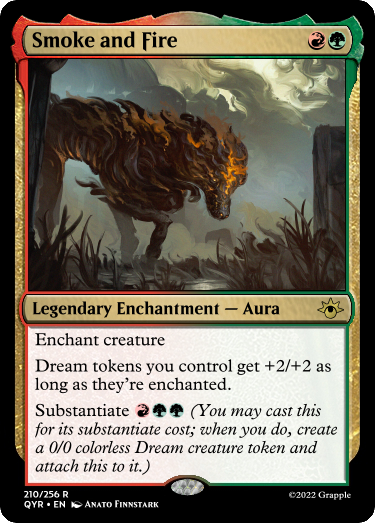 Smoke and Fire
Legendary Enchantment — Aura
Enchant creature
Dream tokens you control get +2/+2 as
long as they're enchanted.
Substantiate (You may cast this
for its substantiate cost; when you do, create
a 0/0 colorless Dream creature token and
attach this to it.)
210/256 R
QYR • EN Anato Finnstark
©2022 Grapple